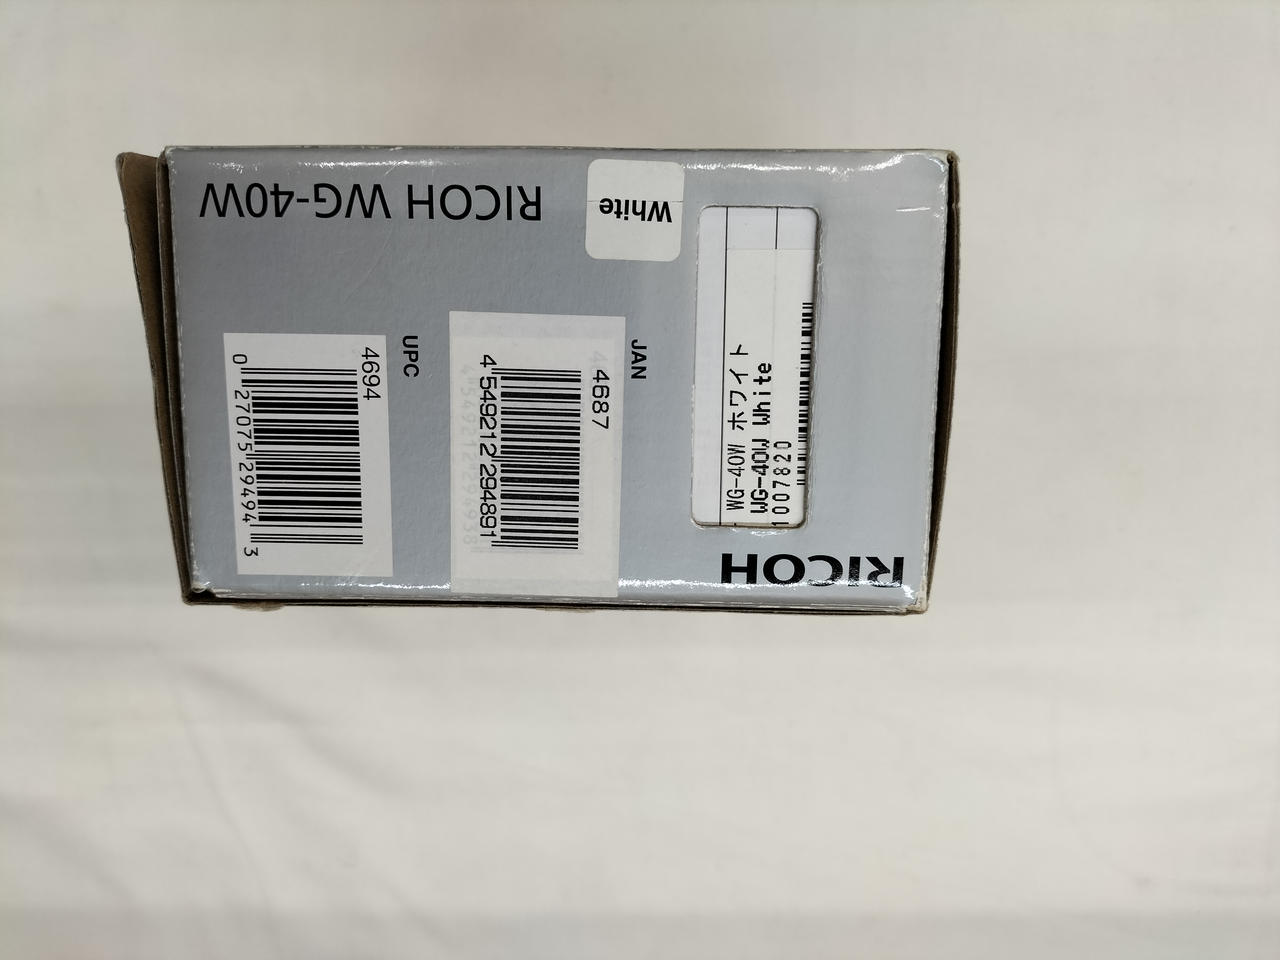 RICOH
RICOH WG-40W
White
WG-40W ホワイト
WG-40W White
1007820
JAN
4687
4 549212 294891
UPC
4694
0 27075 29494 3